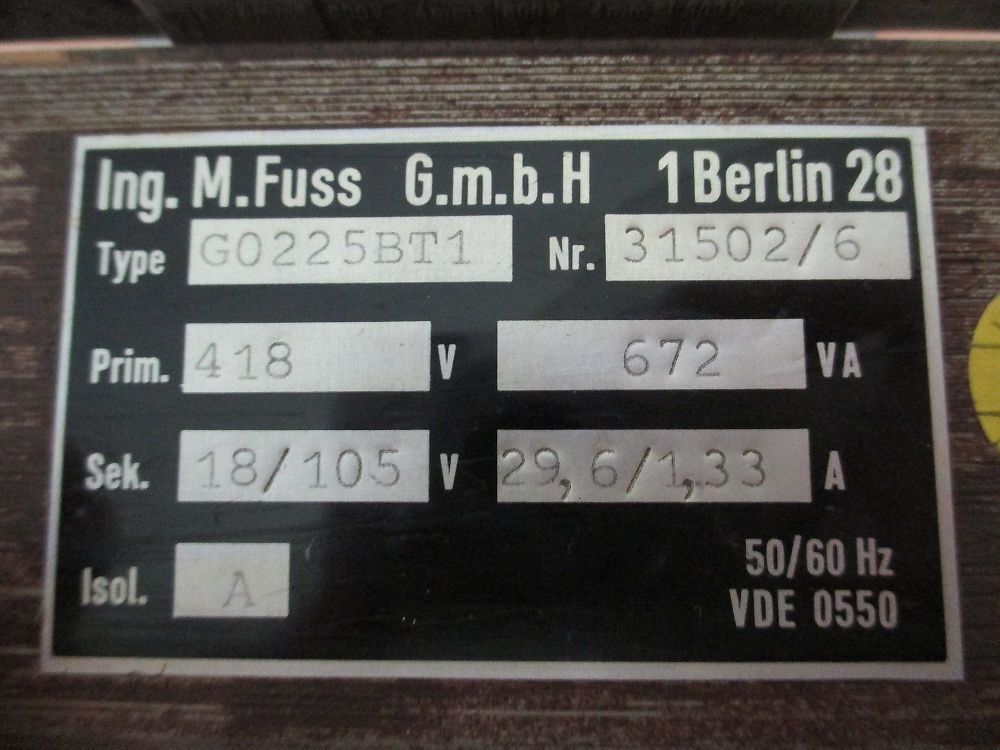 Ing. M.Fuss G.m.b.H 1 Berlin 28
Type G0225BT1 Nr. 31502/6
Prim. 418 V 672 VA
Sek. 18/105 V 29,6/1,33 A
Isol. A
50/60 Hz
VDE 0550